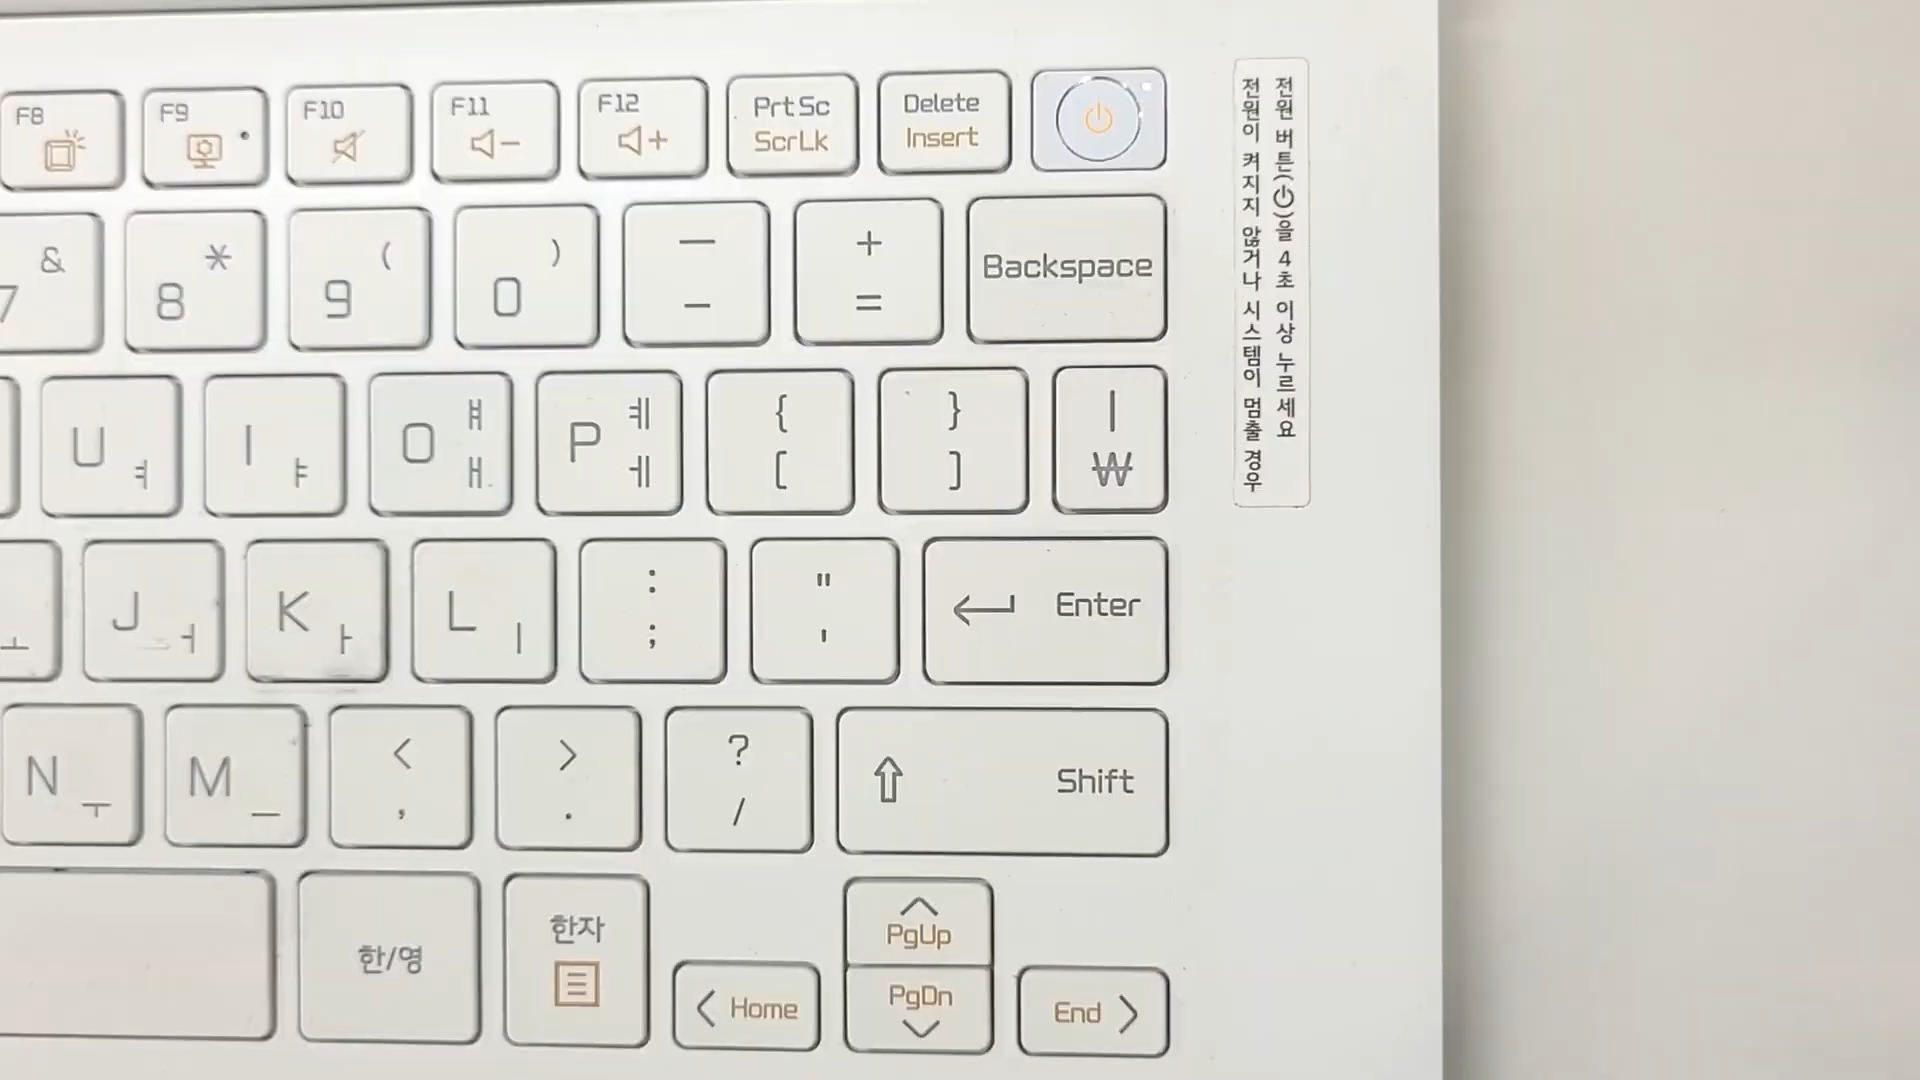 F8
F9
F10
F11
F12
PrtSc
ScrLk
Delete
Insert
& 7
* 8
( 9
) 0
— -
+ =
Backspace
U ㅕ
I ㅑ
O ㅒ ㅐ
P ㅖ ㅔ
{ [
} ]
| ₩
ㅗ
J ㅓ
K ㅏ
L ㅣ
: ;
" '
Enter
N ㅜ
M ㅡ
< ,
> .
? /
Shift
한/영
한자
Home
PgUp
PgDn
End
전원이 켜지지 않거나 시스템이 멈출 경우
전원 버튼(⏻)을 4초 이상 누르세요